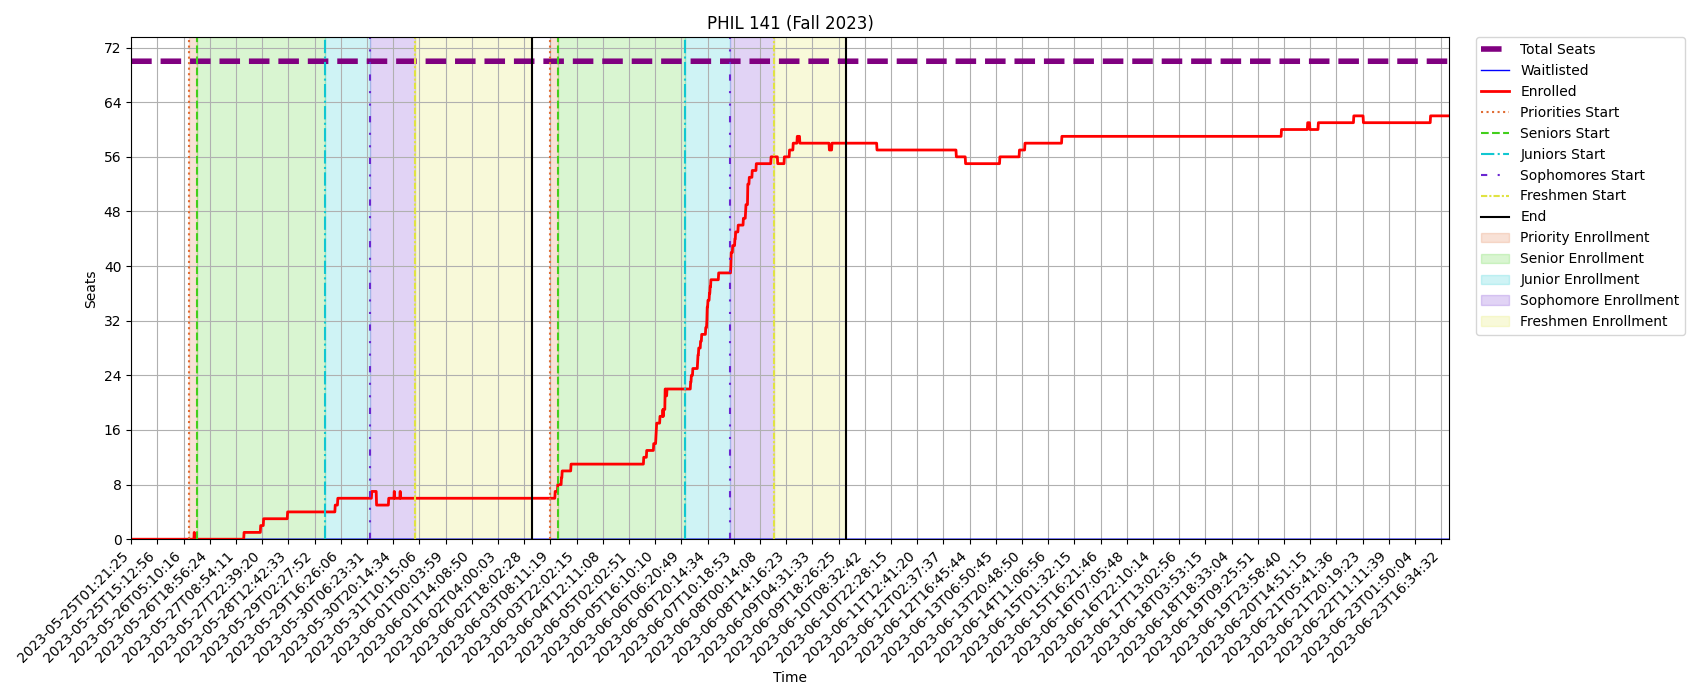 PHIL 141 (Fall 2023)
Seats
72
64
56
48
40
32
24
16
8
0
2023-05-25T01:21:25
2023-05-25T15:12:56
2023-05-26T05:10:16
2023-05-26T18:56:24
2023-05-27T08:54:11
2023-05-27T22:39:20
2023-05-28T12:42:33
2023-05-29T02:27:52
2023-05-29T16:26:06
2023-05-30T06:23:31
2023-05-30T20:14:34
2023-05-31T10:15:06
2023-06-01T00:03:59
2023-06-01T14:08:50
2023-06-02T04:00:03
2023-06-02T18:02:28
2023-06-03T08:11:19
2023-06-03T22:02:15
2023-06-04T12:11:08
2023-06-05T02:02:51
2023-06-05T16:10:10
2023-06-06T06:20:49
2023-06-06T20:14:34
2023-06-07T10:18:53
2023-06-08T00:14:08
2023-06-08T14:16:23
2023-06-09T04:31:33
2023-06-09T18:26:25
2023-06-10T08:32:42
2023-06-10T22:28:15
2023-06-11T12:41:20
2023-06-12T02:37:37
2023-06-12T16:45:44
2023-06-13T06:50:45
2023-06-13T20:48:50
2023-06-14T11:06:56
2023-06-15T01:32:15
2023-06-15T16:21:46
2023-06-16T07:05:48
2023-06-16T22:10:14
2023-06-17T13:02:56
2023-06-18T03:53:15
2023-06-18T18:33:04
2023-06-19T09:25:51
2023-06-19T23:58:40
2023-06-20T14:51:15
2023-06-21T05:41:36
2023-06-21T20:19:23
2023-06-22T11:11:39
2023-06-23T01:50:04
2023-06-23T16:34:32
Time
Total Seats
Waitlisted
Enrolled
Priorities Start
Seniors Start
Juniors Start
Sophomores Start
Freshmen Start
End
Priority Enrollment
Senior Enrollment
Junior Enrollment
Sophomore Enrollment
Freshmen Enrollment